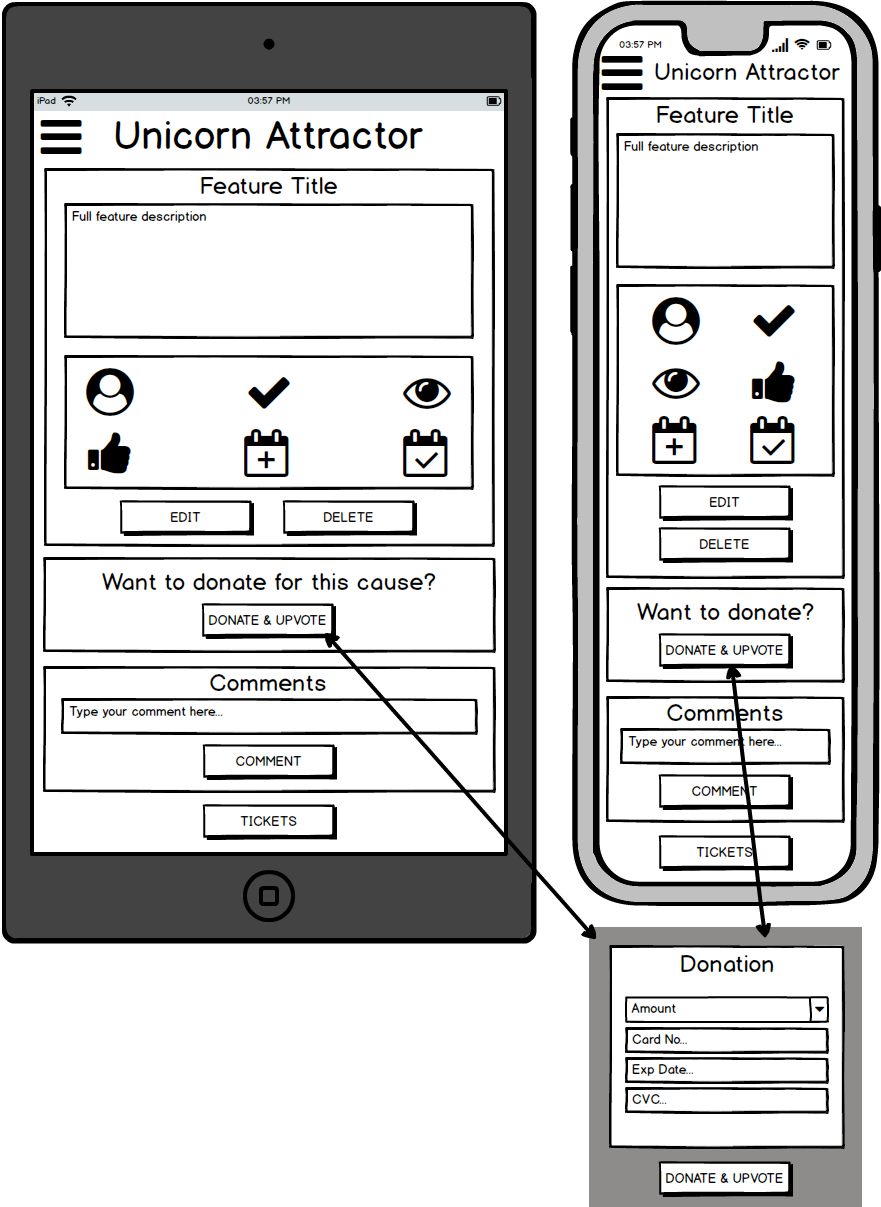 iPad
03:57 PM
Unicorn Attractor
Feature Title
Full feature description
EDIT
DELETE
Want to donate for this cause?
DONATE & UPVOTE
Comments
Type your comment here...
COMMENT
TICKETS
03:57 PM
Unicorn Attractor
Feature Title
Full feature description
EDIT
DELETE
Want to donate?
DONATE & UPVOTE
Comments
Type your comment here...
COMMENT
TICKETS
Donation
Amount
Card No...
Exp Date...
CVC...
DONATE & UPVOTE